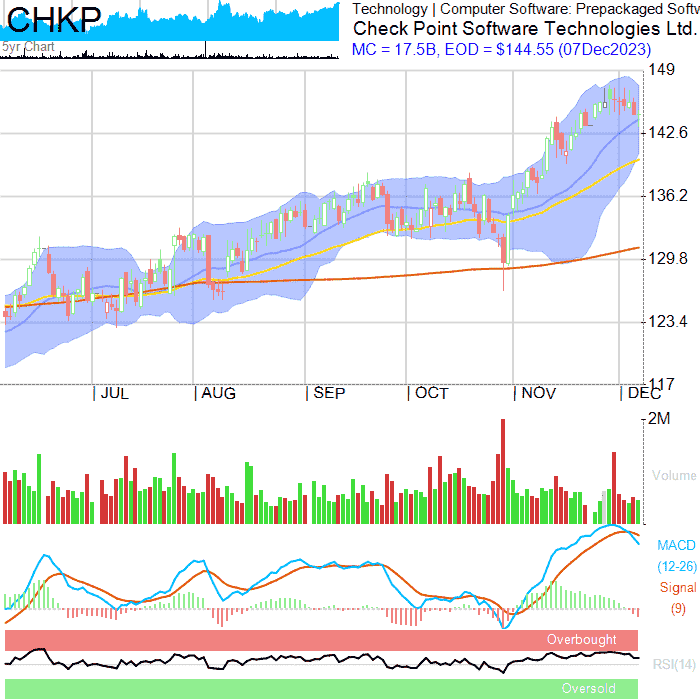 CHKP
5yr Chart
Technology | Computer Software: Prepackaged Softw
Check Point Software Technologies Ltd.
MC = 17.5B, EOD = $144.55 (07Dec2023)
149
142.6
136.2
129.8
123.4
117
JUL AUG SEP OCT NOV DEC
2M
Volume
MACD
(12-26)
Signal
(9)
Overbought
RSI(14)
Oversold